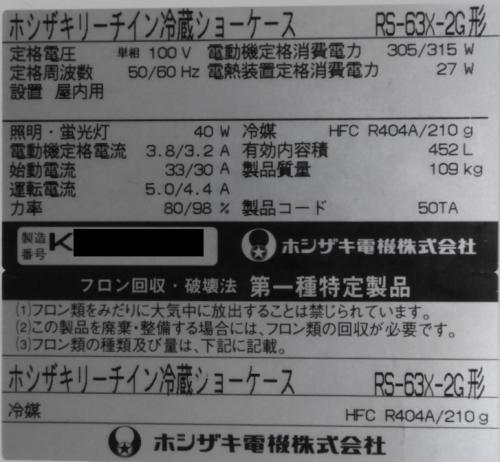 ホシザキリーチイン冷蔵ショーケース RS-63X-2G形
定格電圧 単相 100 V 電動機定格消費電力 305/315 W
定格周波数 50/60 Hz 電熱装置定格消費電力 27 W
設置 屋内用
照明・蛍光灯 40 W 冷媒 HFC R404A/210 g
電動機定格電流 3.8/3.2 A 有効内容積 452 L
始動電流 33/30 A 製品質量 109 kg
運転電流 5.0/4.4 A
力率 80/98 % 製品コード 50TA
製造番号 K ホシザキ電機株式会社
フロン回収・破壊法 第一種特定製品
(1)フロン類をみだりに大気中に放出することは禁じられています。
(2)この製品を廃棄・整備する場合には、フロン類の回収が必要です。
(3)フロン類の種類及び量は、下記に記載。
ホシザキリーチイン冷蔵ショーケース RS-63X-2G形
冷媒 HFC R404A/210 g
ホシザキ電機株式会社